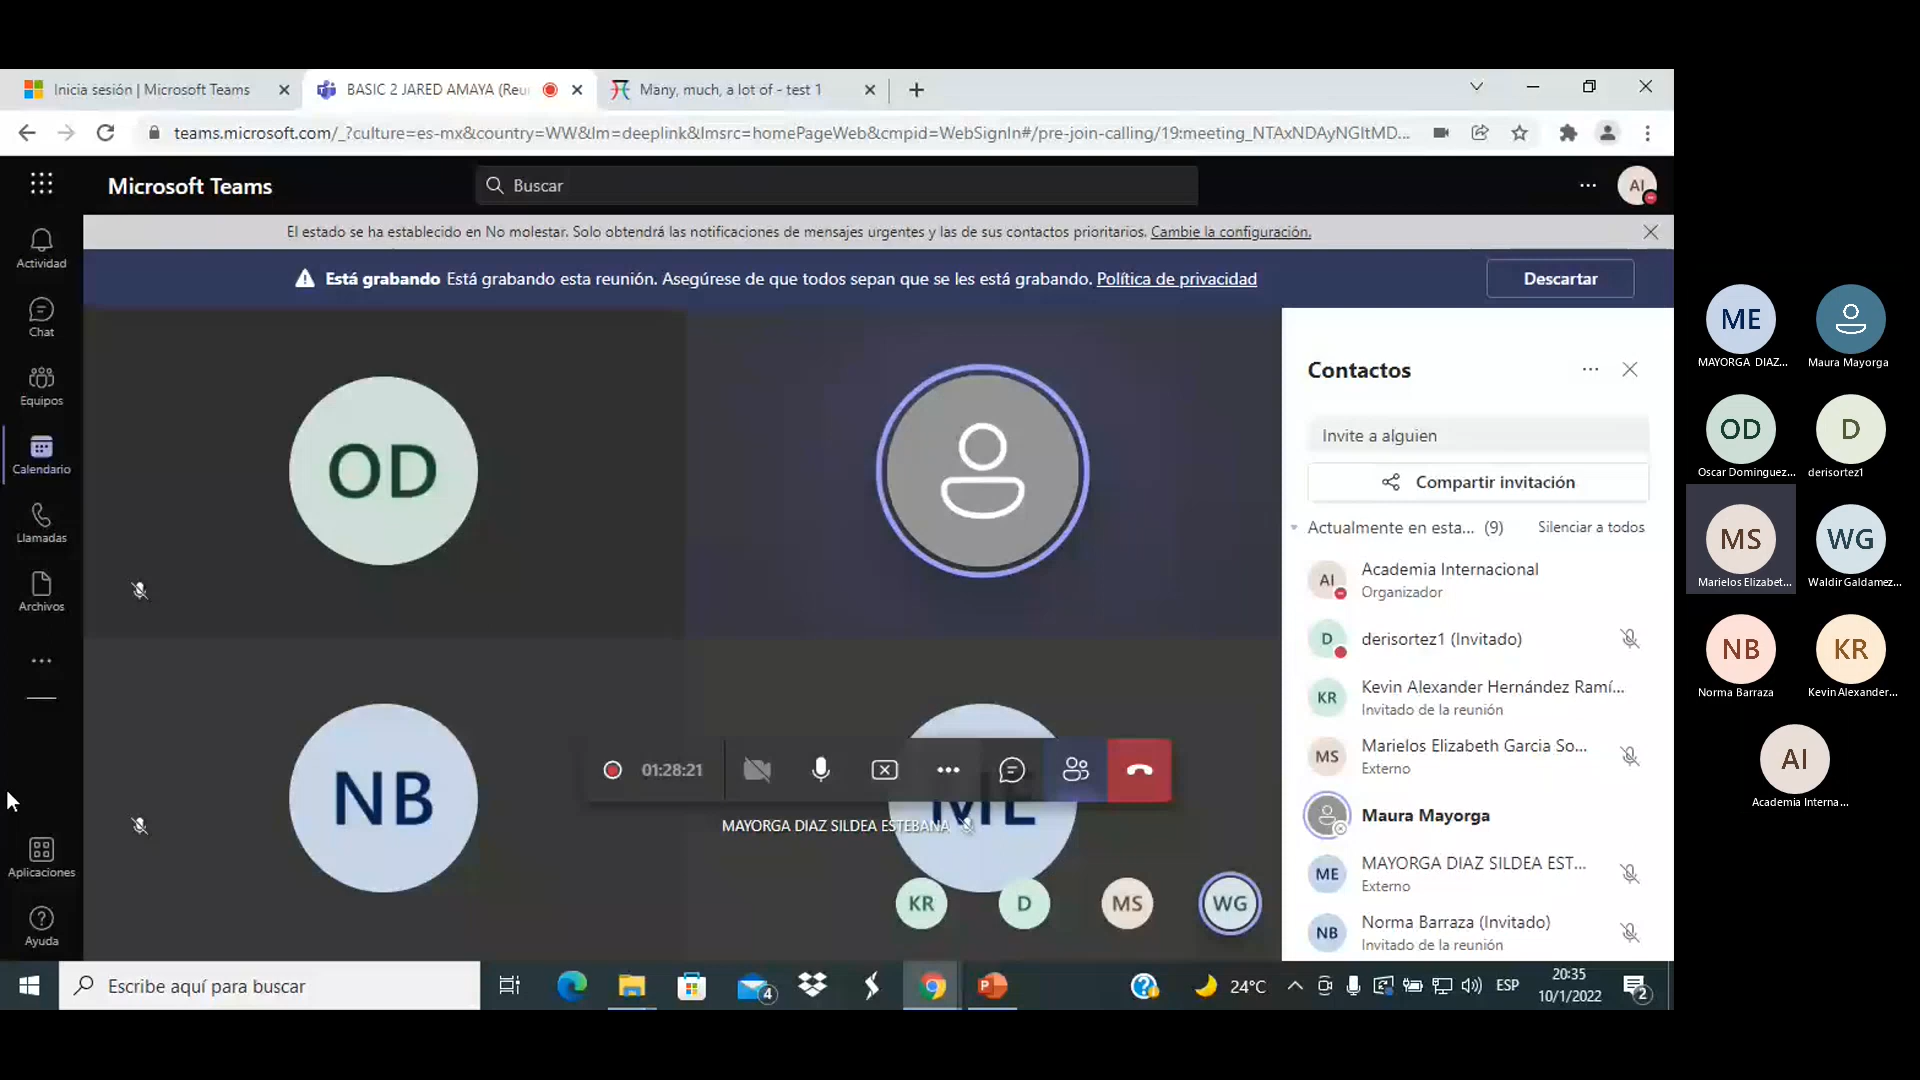 Inicia sesión | Microsoft Teams
BASIC 2 JARED AMAYA (Reu
Many, much, a lot of - test 1
teams.microsoft.com/_?culture=es-mx&country=WW&lm=deeplink&lmsrc=homePageWeb&cmpid=WebSignIn#/pre-join-calling/19:meeting_NTAxNDAyNGItMD...
Microsoft Teams
Buscar
AI
El estado se ha establecido en No molestar. Solo obtendrá las notificaciones de mensajes urgentes y las de sus contactos prioritarios. Cambie la configuración.
Está grabando Está grabando esta reunión. Asegúrese de que todos sepan que se les está grabando. Política de privacidad
Descartar
Actividad
Chat
Equipos
Calendario
Llamadas
Archivos
Aplicaciones
Ayuda
OD
NB
ME
01:28:21
MAYORGA DIAZ SILDEA ESTEBANA
KR
D
MS
WG
Contactos
Invite a alguien
Compartir invitación
Actualmente en esta... (9)
Silenciar a todos
AI
Academia Internacional
Organizador
D
derisortez1 (Invitado)
KR
Kevin Alexander Hernández Ramí...
Invitado de la reunión
MS
Marielos Elizabeth Garcia So...
Externo
Maura Mayorga
ME
MAYORGA DIAZ SILDEA EST...
Externo
NB
Norma Barraza (Invitado)
Invitado de la reunión
Escribe aquí para buscar
4
24°C
ESP
20:35
10/1/2022
2
ME
MAYORGA DIAZ...
Maura Mayorga
OD
Oscar Dominguez...
D
derisortez1
MS
Marielos Elizabet...
WG
Waldir Galdamez...
NB
Norma Barraza
KR
Kevin Alexander...
AI
Academia Interna...